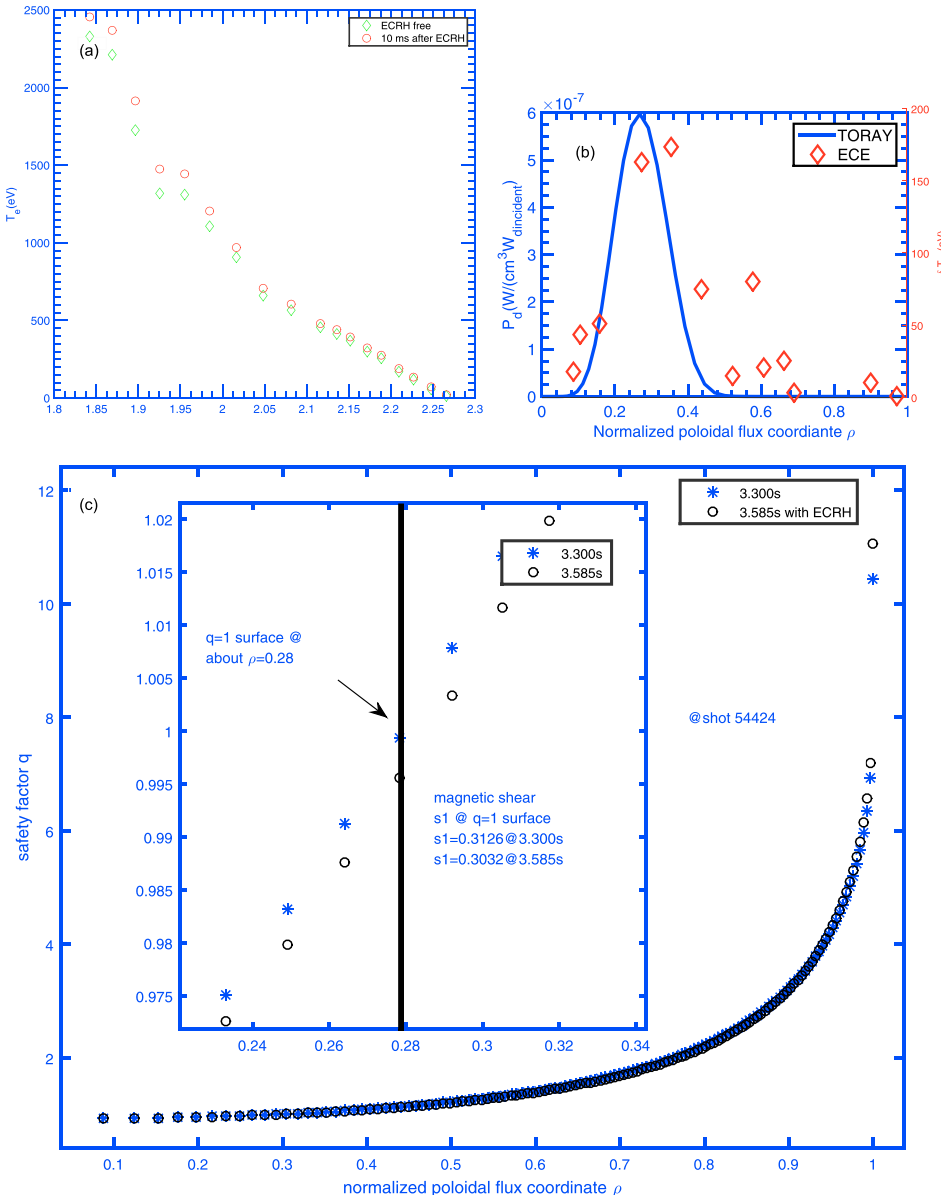 2500
2000
1500
1000
500
0
T_e(eV)
(a)
ECRH free
10 ms after ECRH
1.8 1.85 1.9 1.95 2 2.05 2.1 2.15 2.2 2.25 2.3
×10^-7
6
5
4
3
2
1
0
P_d(W/(cm^3W_dincident)
(b)
TORAY
ECE
200
150
100
50
0
0 0.2 0.4 0.6 0.8 1
Normalized poloidal flux coordiante ρ
12
10
8
6
4
2
safety factor q
(c)
3.300s
3.585s with ECRH
1.02
1.015
1.01
1.005
1
0.995
0.99
0.985
0.98
0.975
3.300s
3.585s
q=1 surface @
about ρ=0.28
magnetic shear
s1 @ q=1 surface
s1=0.3126@3.300s
s1=0.3032@3.585s
0.24 0.26 0.28 0.3 0.32 0.34
@shot 54424
0.1 0.2 0.3 0.4 0.5 0.6 0.7 0.8 0.9 1
normalized poloidal flux coordinate ρ